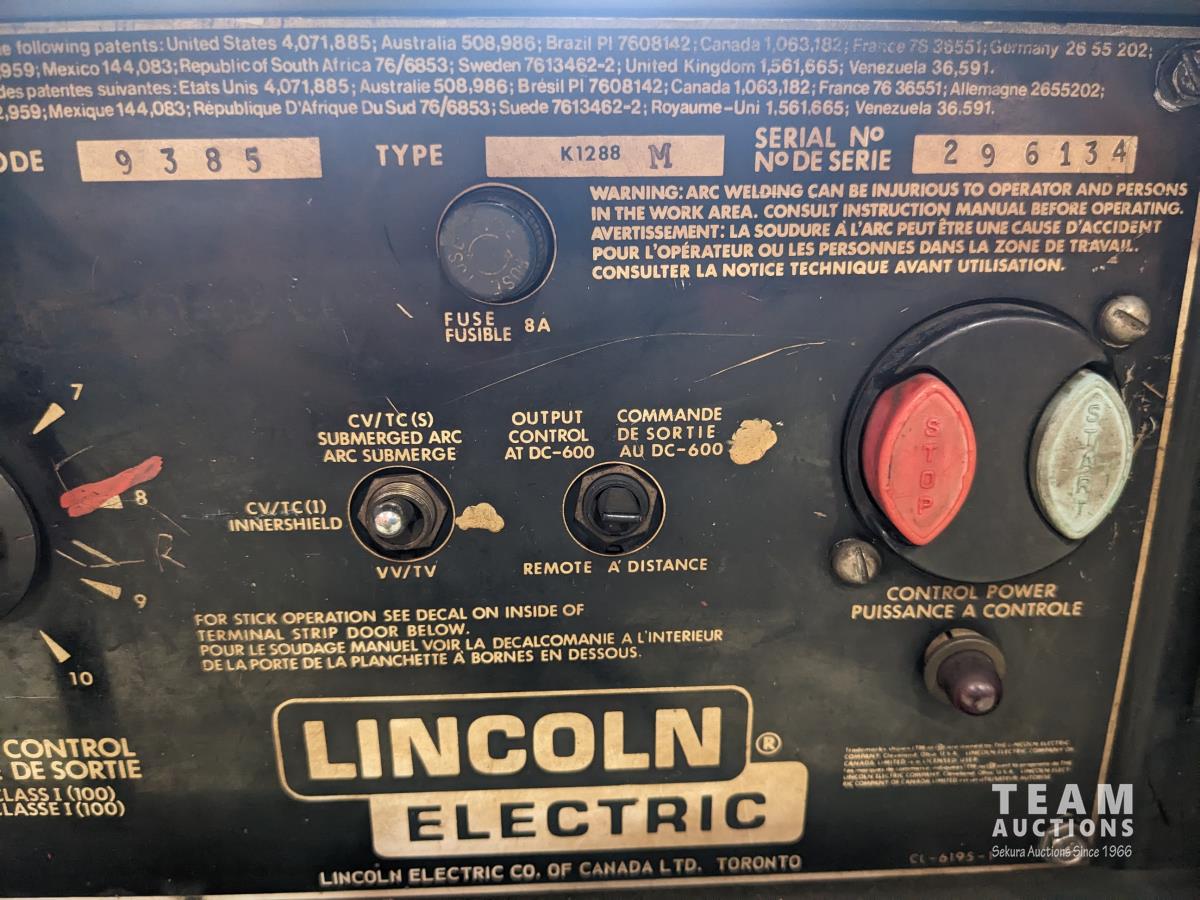 following patents: United States 4,071,885; Australia 508,986; Brazil PI 7608142; Canada 1,063,182; France 76 36551; Germany 26 55 202;
,959; Mexico 144,083; Republic of South Africa 76/6853; Sweden 7613462-2; United Kingdom 1,561,665; Venezuela 36,591.
des patentes suivantes: Etats Unis 4,071,885; Australie 508,986; Brésil PI 7608142; Canada 1,063,182; France 76 36551; Allemagne 2655202;
,959; Mexique 144,083; République D'Afrique Du Sud 76/6853; Suede 7613462-2; Royaume-Uni 1,561,665; Venezuela 36,591.
ODE 9385 TYPE K1288 M SERIAL NO
NO DE SERIE 296134
WARNING: ARC WELDING CAN BE INJURIOUS TO OPERATOR AND PERSONS
IN THE WORK AREA. CONSULT INSTRUCTION MANUAL BEFORE OPERATING.
AVERTISSEMENT: LA SOUDURE À L'ARC PEUT ÊTRE UNE CAUSE D'ACCIDENT
POUR L'OPÉRATEUR OU LES PERSONNES DANS LA ZONE DE TRAVAIL.
CONSULTER LA NOTICE TECHNIQUE AVANT UTILISATION.
FUSE
FUSIBLE 8A
7
8
R
9
10
CV/TC(S)
SUBMERGED ARC
ARC SUBMERGE
CV/TC(I)
INNERSHIELD
VV/TV
OUTPUT
CONTROL
AT DC-600
COMMANDE
DE SORTIE
AU DC-600
REMOTE A' DISTANCE
STOP
START
CONTROL POWER
PUISSANCE A CONTROLE
FOR STICK OPERATION SEE DECAL ON INSIDE OF
TERMINAL STRIP DOOR BELOW.
POUR LE SOUDAGE MANUEL VOIR LA DECALCOMANIE A L'INTERIEUR
DE LA PORTE DE LA PLANCHETTE À BORNES EN DESSOUS.
CONTROL
DE SORTIE
CLASS I (100)
CLASSE I (100)
LINCOLN ®
ELECTRIC
LINCOLN ELECTRIC CO. OF CANADA LTD. TORONTO
CL-6195-
TEAM
AUCTIONS
Sekura Auctions Since 1966